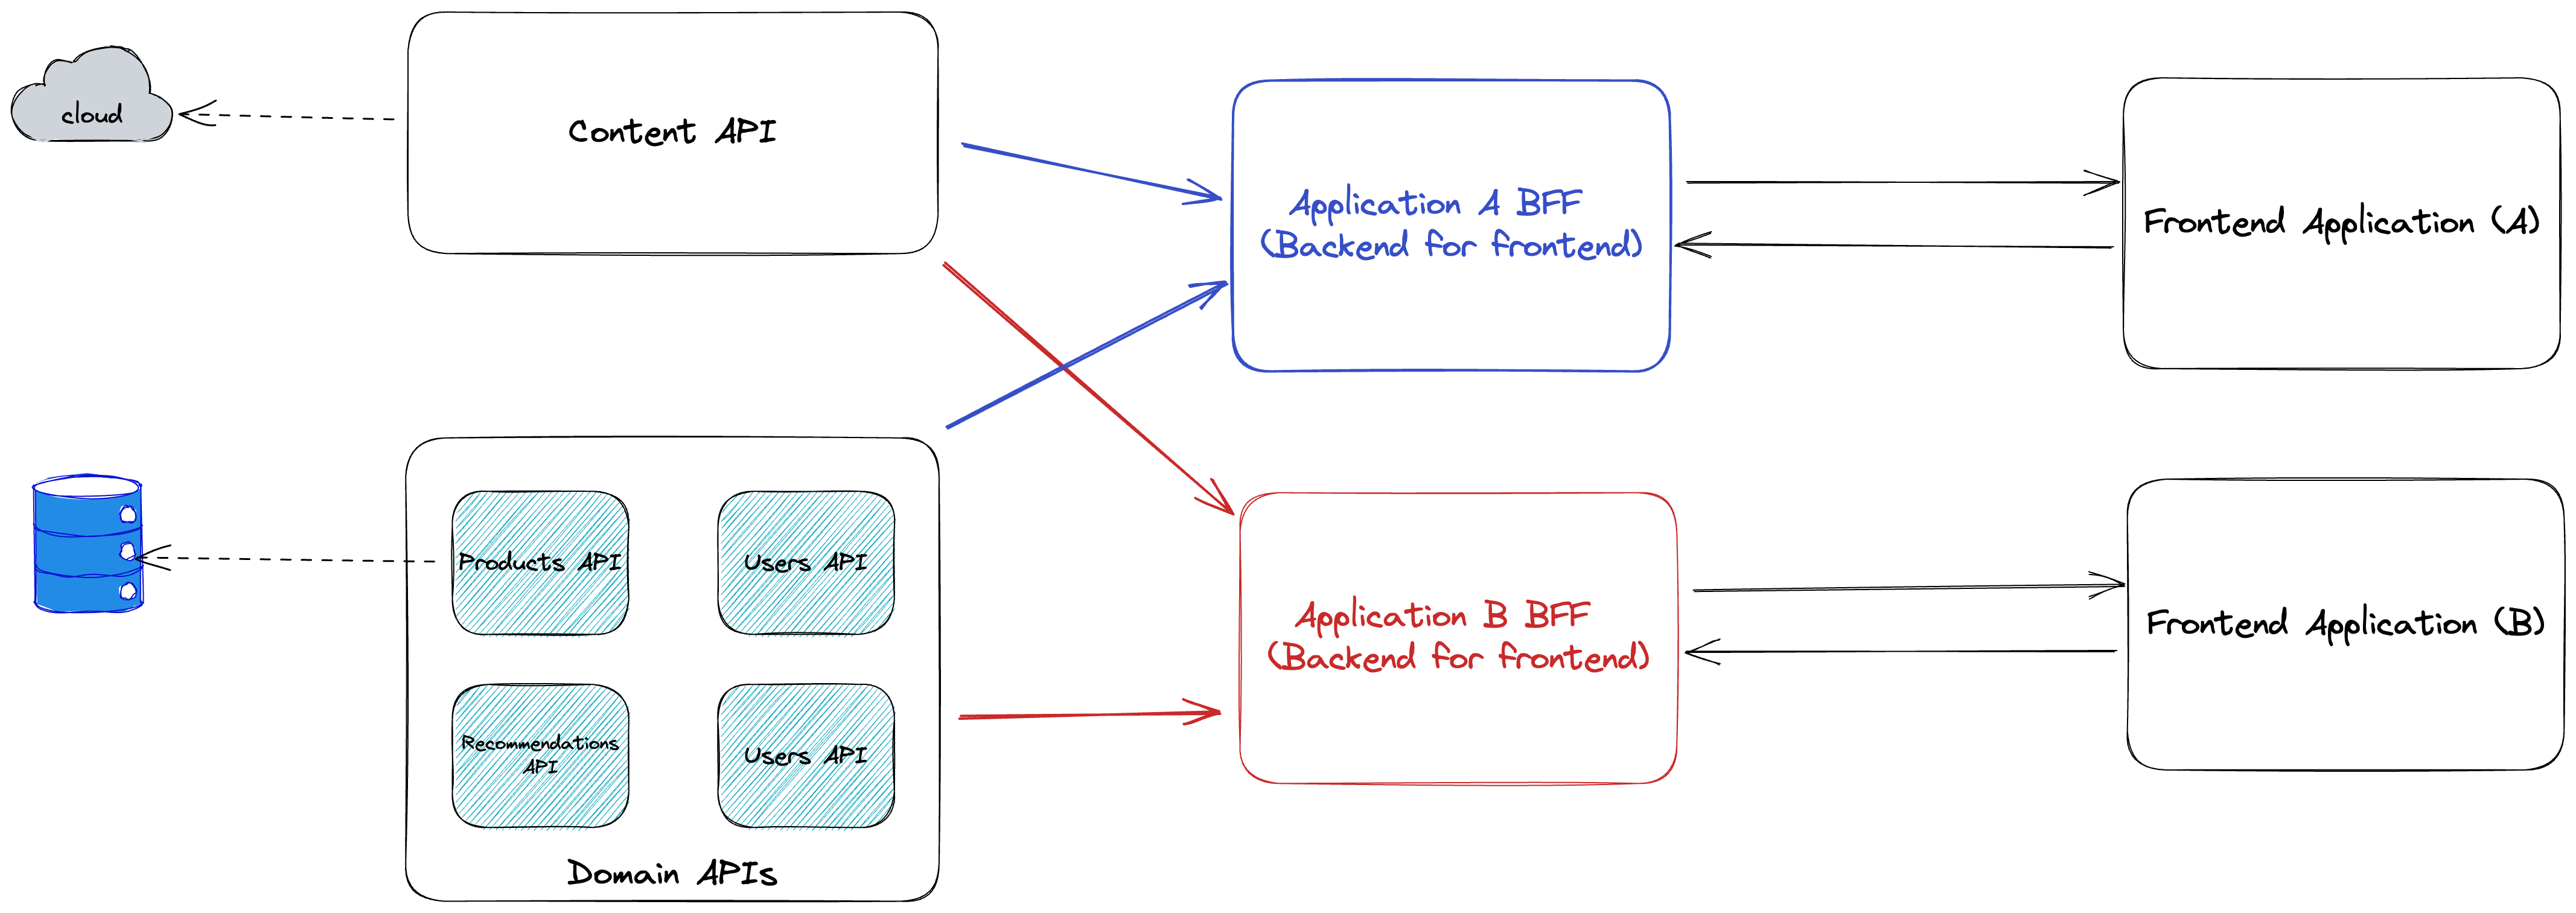 cloud
Content API
Application A BFF
(Backend for frontend)
Frontend Application (A)
Products API
Users API
Recommendations
API
Users API
Domain APIs
Application B BFF
(Backend for frontend)
Frontend Application (B)